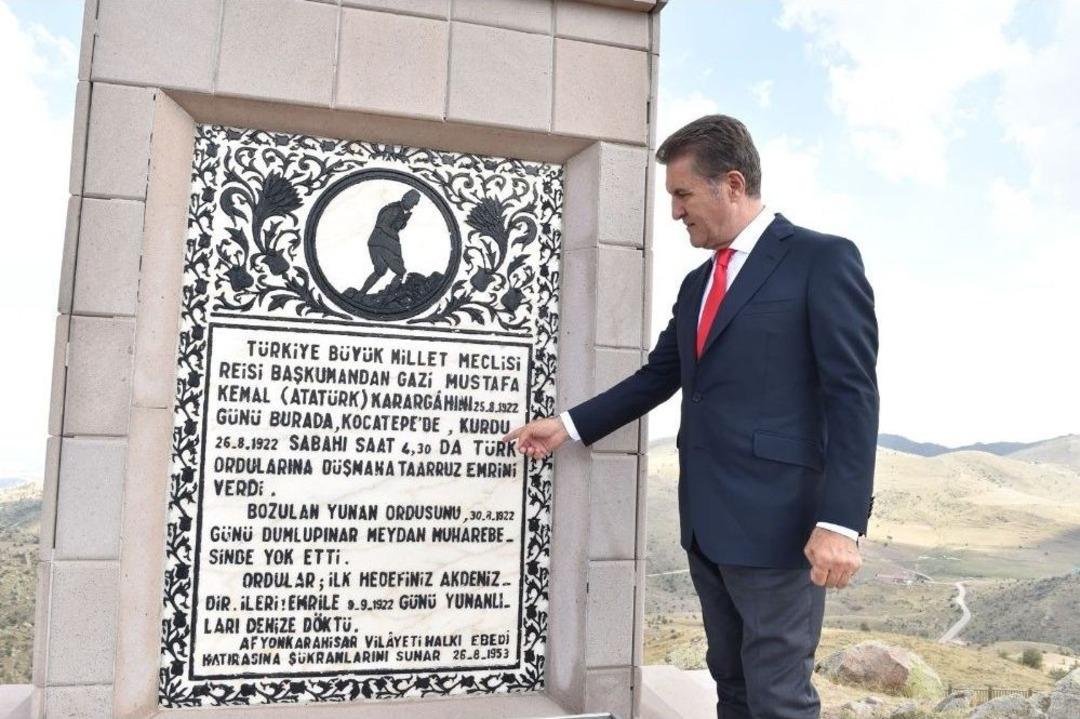 TÜRKİYE BÜYÜK MİLLET MECLİSİ
REİSİ BAŞKUMANDAN GAZİ MUSTAFA
KEMAL (ATATÜRK) KARARGÂHINI 25.8.1922
GÜNÜ BURADA, KOCATEPE'DE, KURDU
26.8.1922 SABAHI SAAT 4,30 DA TÜRK
ORDULARINA DÜŞMANA TAARRUZ EMRİNİ
VERDİ.
BOZULAN YUNAN ORDUSUNU, 30.8.1922
GÜNÜ DUMLUPINAR MEYDAN MUHAREBE-
SİNDE YOK ETTİ.
ORDULAR; İLK HEDEFİNİZ AKDENİZ-
DİR. İLERİ EMRİLE 9.9.1922 GÜNÜ YUNANLI-
LARI DENİZE DÖKTÜ.
AFYONKARAHİSAR VİLÂYETİ HALKI EBEDİ
HATIRASINA ŞÜKRANLARINI SUNAR 26-8-1953